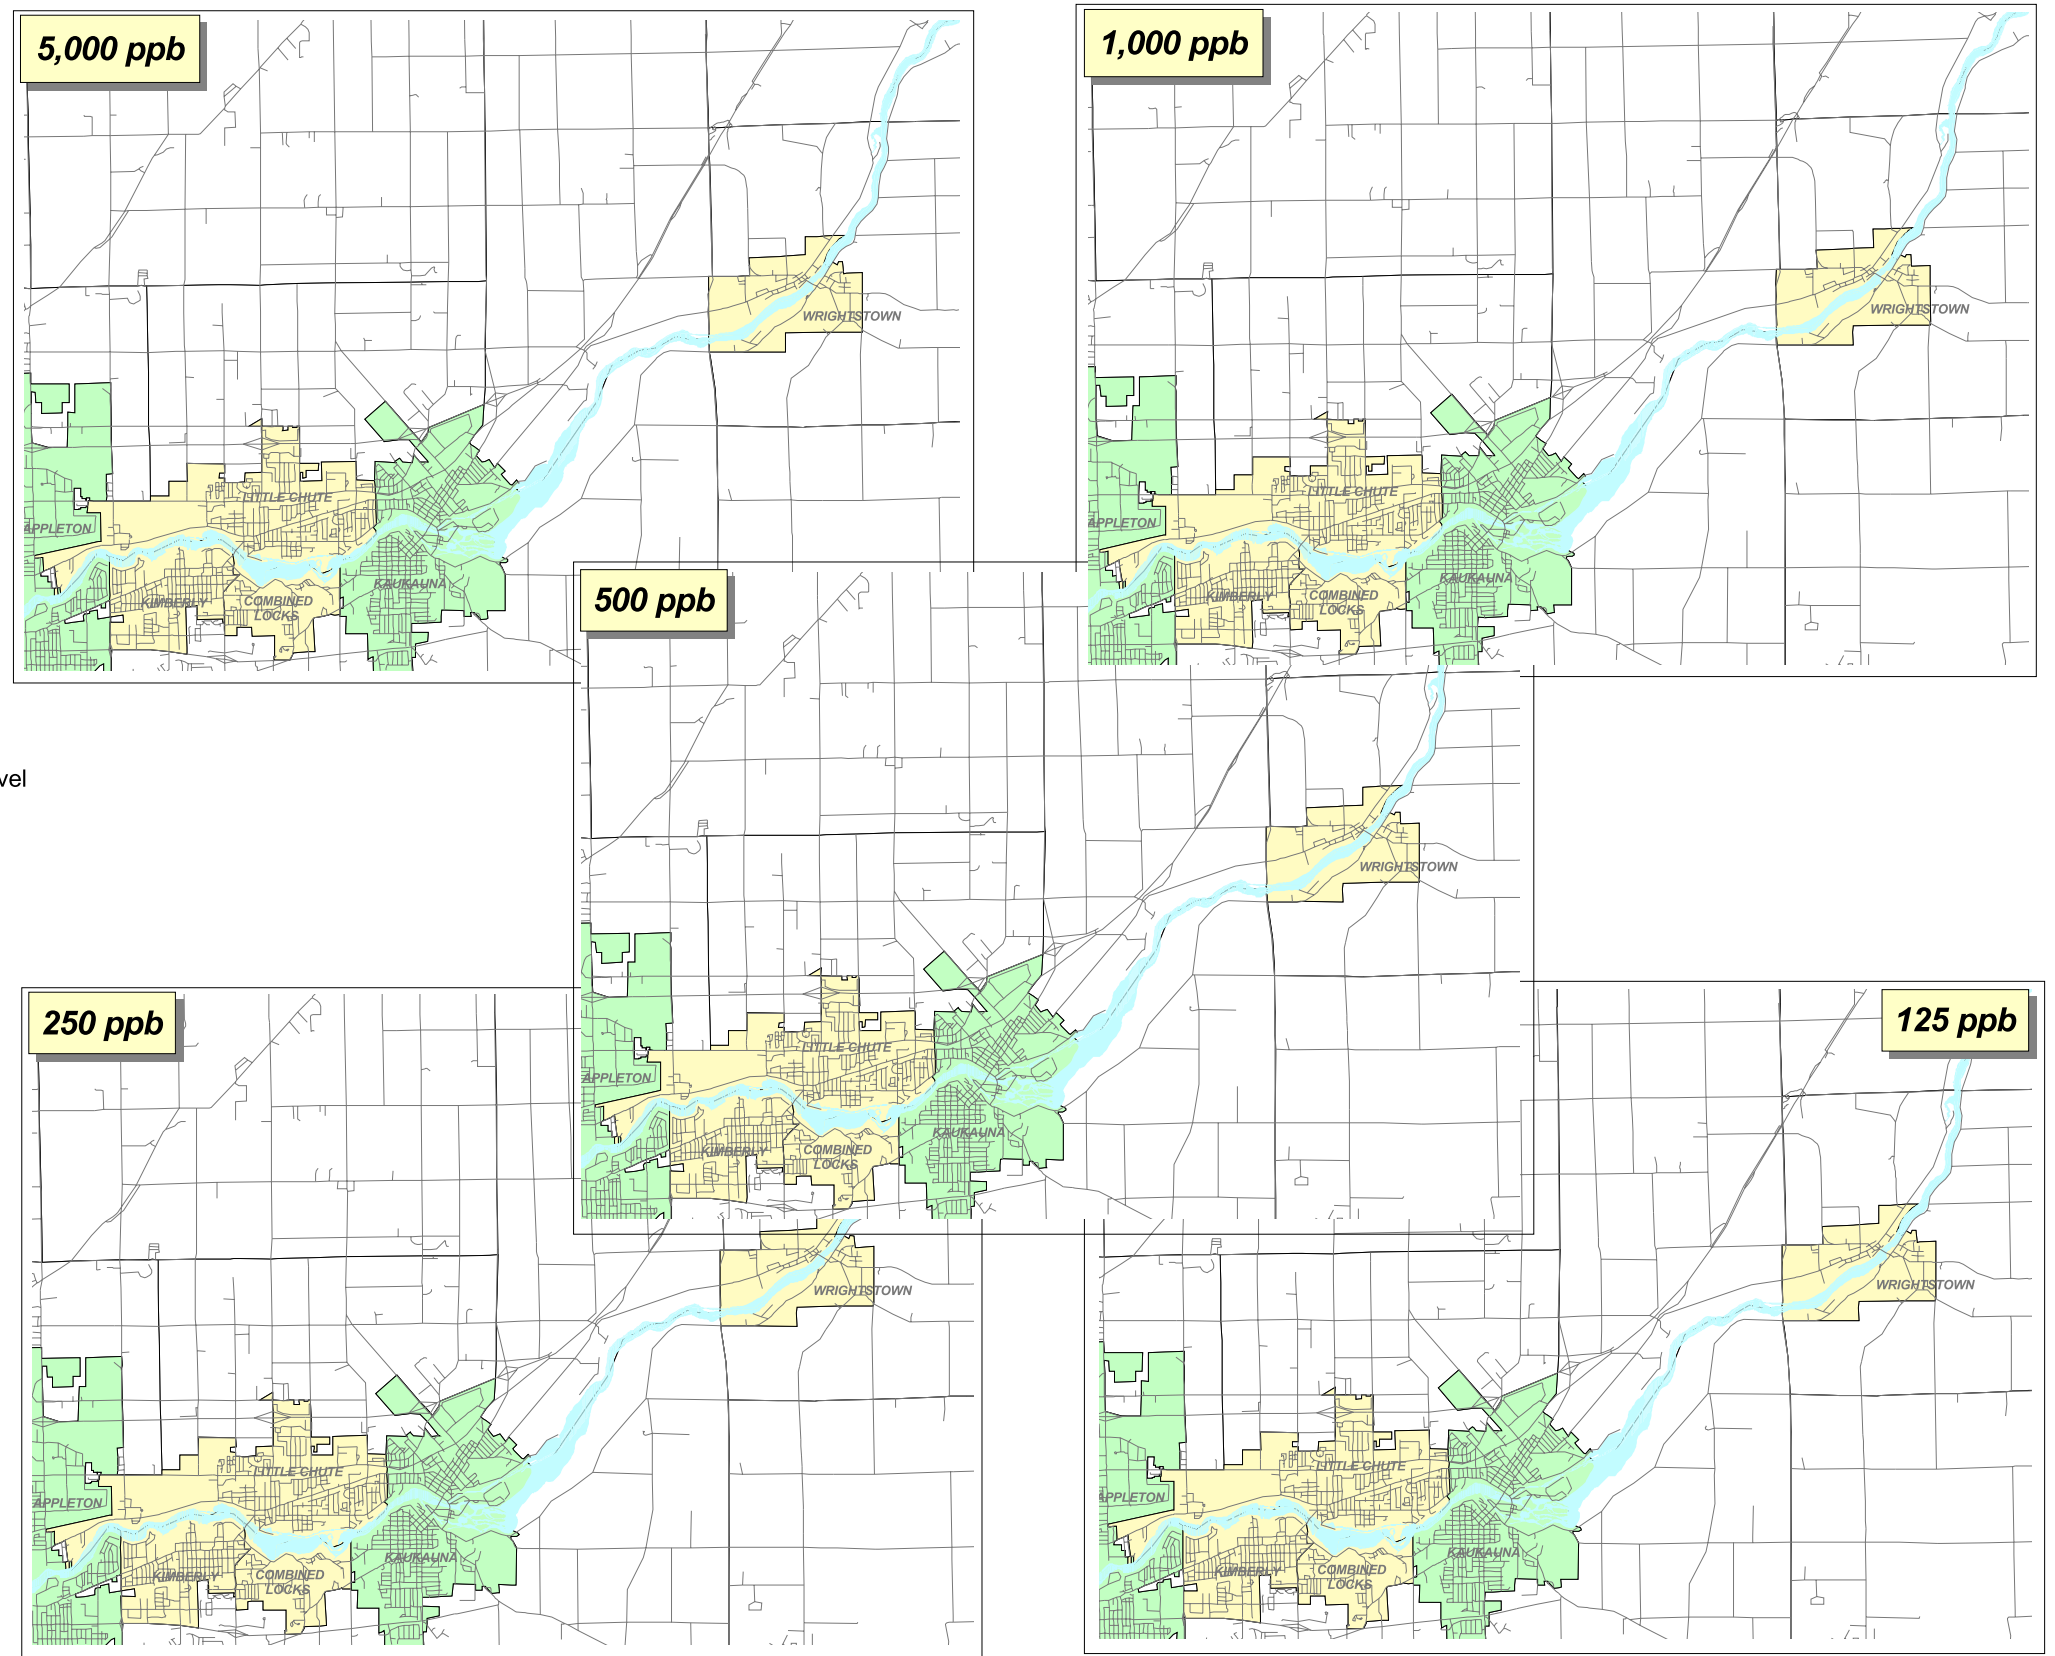 5,000 ppb
WRIGHTSTOWN
LITTLE CHUTE
APPLETON
KAUKAUNA
KIMBERLY
COMBINED
LOCKS
1,000 ppb
WRIGHTSTOWN
LITTLE CHUTE
APPLETON
KAUKAUNA
KIMBERLY
COMBINED
LOCKS
500 ppb
WRIGHTSTOWN
LITTLE CHUTE
APPLETON
KAUKAUNA
KIMBERLY
COMBINED
LOCKS
vel
250 ppb
WRIGHTSTOWN
LITTLE CHUTE
APPLETON
KAUKAUNA
KIMBERLY
COMBINED
LOCKS
125 ppb
WRIGHTSTOWN
LITTLE CHUTE
APPLETON
KAUKAUNA
KIMBERLY
COMBINED
LOCKS